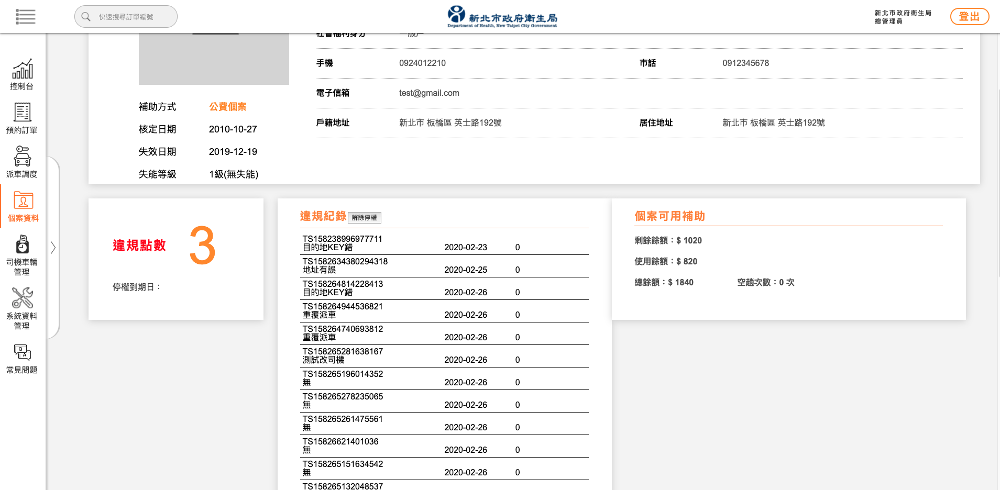 快速搜尋訂單編號
新北市政府衛生局
Department of Health, New Taipei City Government
新北市政府衛生局
總管理員
登出
控制台
預約訂單
派車調度
個案資料
司機車輛
管理
系統資料
管理
常見問題
社會福利身分 一般戶
手機 0924012210 市話 0912345678
電子信箱 test@gmail.com
戶籍地址 新北市 板橋區 英士路192號 居住地址 新北市 板橋區 英士路192號
補助方式 公費個案
核定日期 2010-10-27
失效日期 2019-12-19
失能等級 1級(無失能)
違規點數 3
停權到期日：
違規紀錄 解除停權
TS158238996977711
目的地KEY錯 2020-02-23 0
TS1582634380294318
地址有誤 2020-02-25 0
TS158264814228413
目的地KEY錯 2020-02-26 0
TS158264944536821
重覆派車 2020-02-26 0
TS158264740693812
重覆派車 2020-02-26 0
TS158265281638167
測試改司機 2020-02-26 0
TS158265196014352
無 2020-02-26 0
TS158265278235065
無 2020-02-26 0
TS158265261475561
無 2020-02-26 0
TS15826621401036
無 2020-02-26 0
TS158265151634542
無 2020-02-26 0
TS158265132048537
個案可用補助
剩餘餘額：$ 1020
使用餘額：$ 820
總餘額：$ 1840 空趟次數：0 次